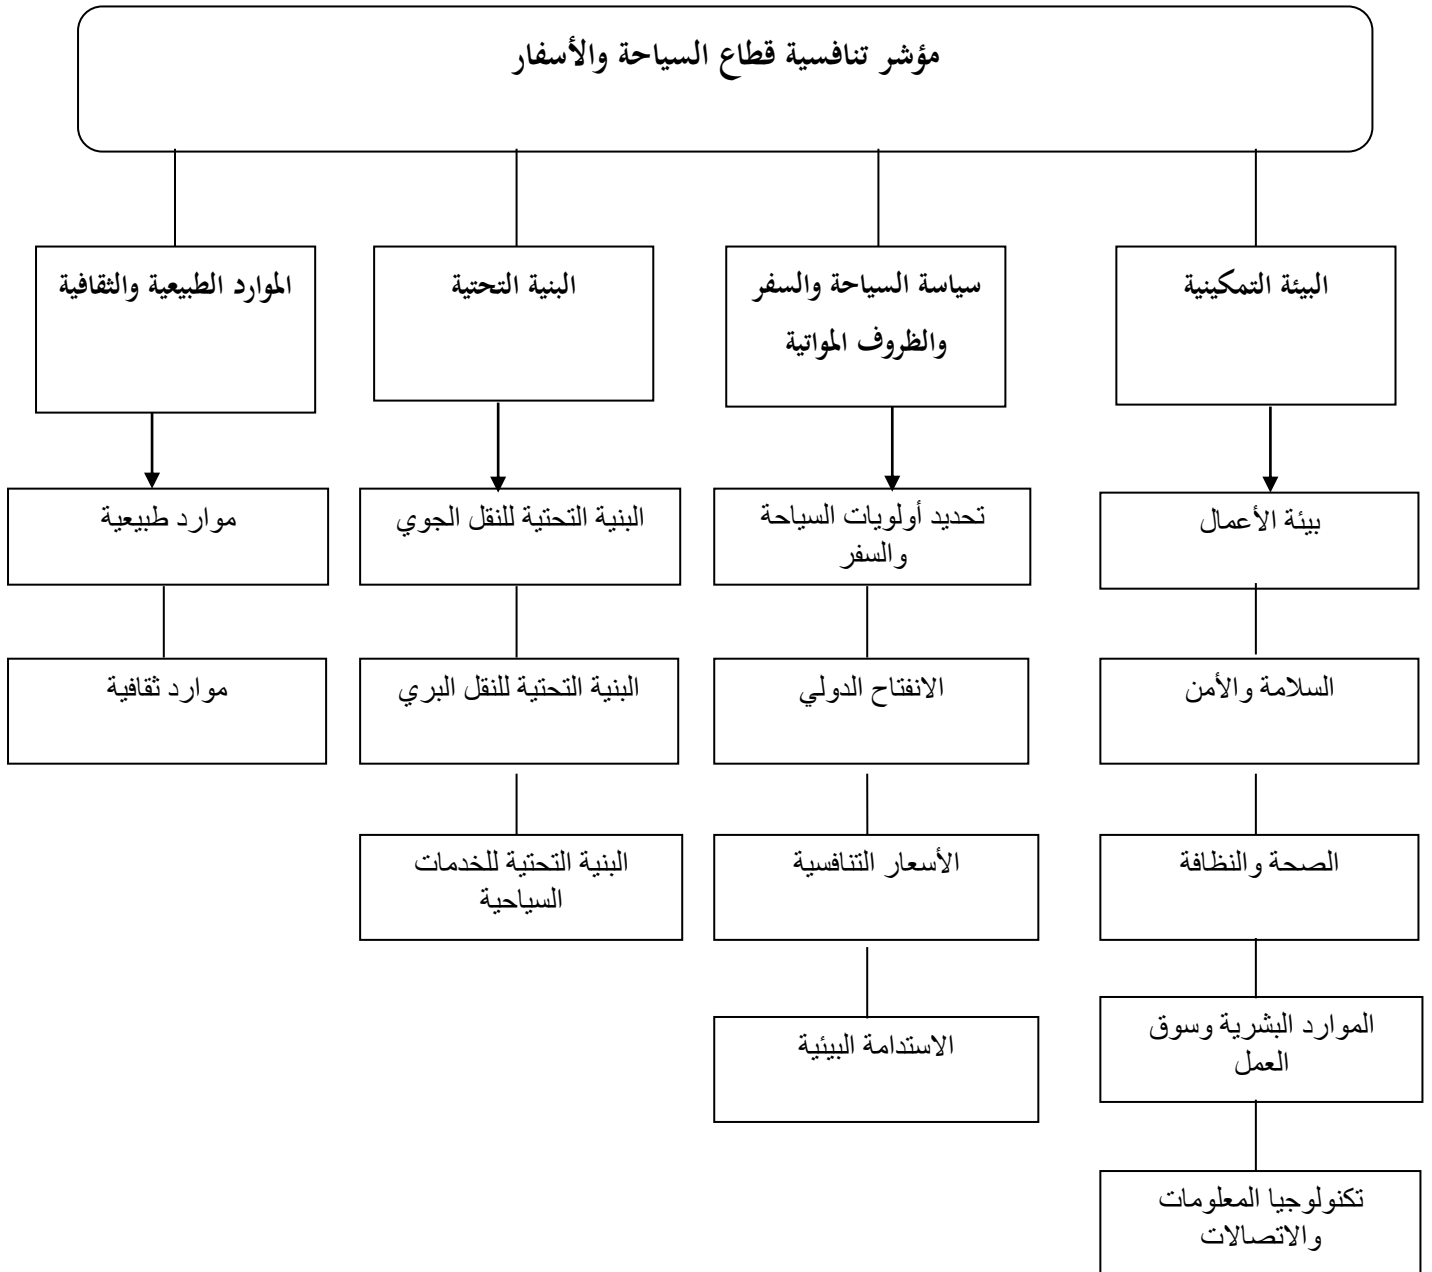 مؤشر تنافسية قطاع السياحة والأسفار
البيئة التمكينية
سياسة السياحة والسفر
والظروف المواتية
البنية التحتية
الموارد الطبيعية والثقافية
بيئة الأعمال
تحديد أولويات السياحة
والسفر
البنية التحتية للنقل الجوي
موارد طبيعية
السلامة والأمن
الانفتاح الدولي
البنية التحتية للنقل البري
موارد ثقافية
الصحة والنظافة
الأسعار التنافسية
البنية التحتية للخدمات
السياحية
الموارد البشرية وسوق
العمل
الاستدامة البيئية
تكنولوجيا المعلومات
والاتصالات